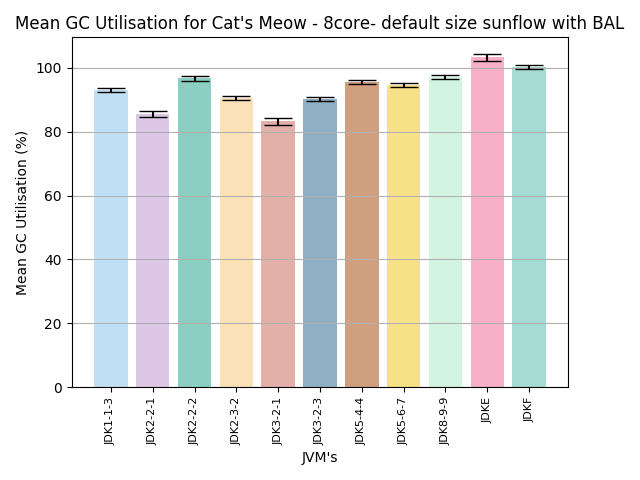 Mean GC Utilisation for Cat's Meow - 8core- default size sunflow with BAL
Mean GC Utilisation (%)
100
80
60
40
20
0
JDK1-1-3
JDK2-2-1
JDK2-2-2
JDK2-3-2
JDK3-2-1
JDK3-2-3
JDK5-4-4
JDK5-6-7
JDK8-9-9
JDKE
JDKF
JVM's